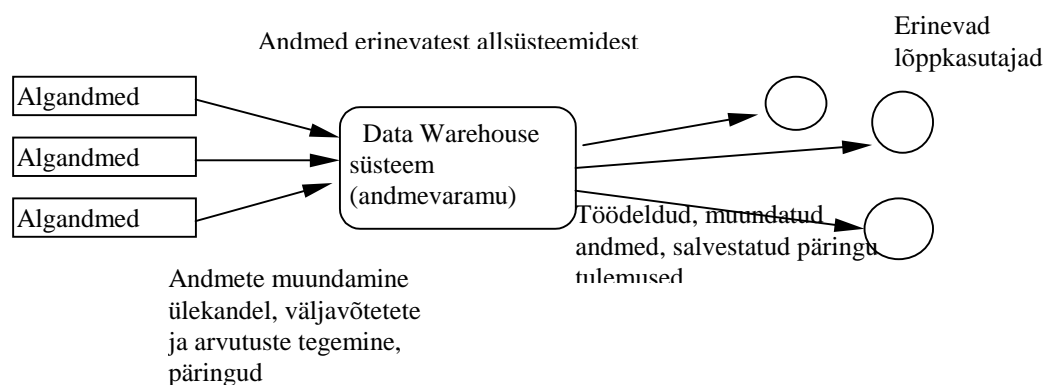 Andmed erinevatest allsüsteemidest
Erinevad
lõppkasutajad
Algandmed
Algandmed
Algandmed
Data Warehouse
süsteem
(andmevaramu)
Töödeldud, muundatud
andmed, salvestatud päringu
tulemused
Andmete muundamine
ülekandel, väljavõtetete
ja arvutuste tegemine,
päringud